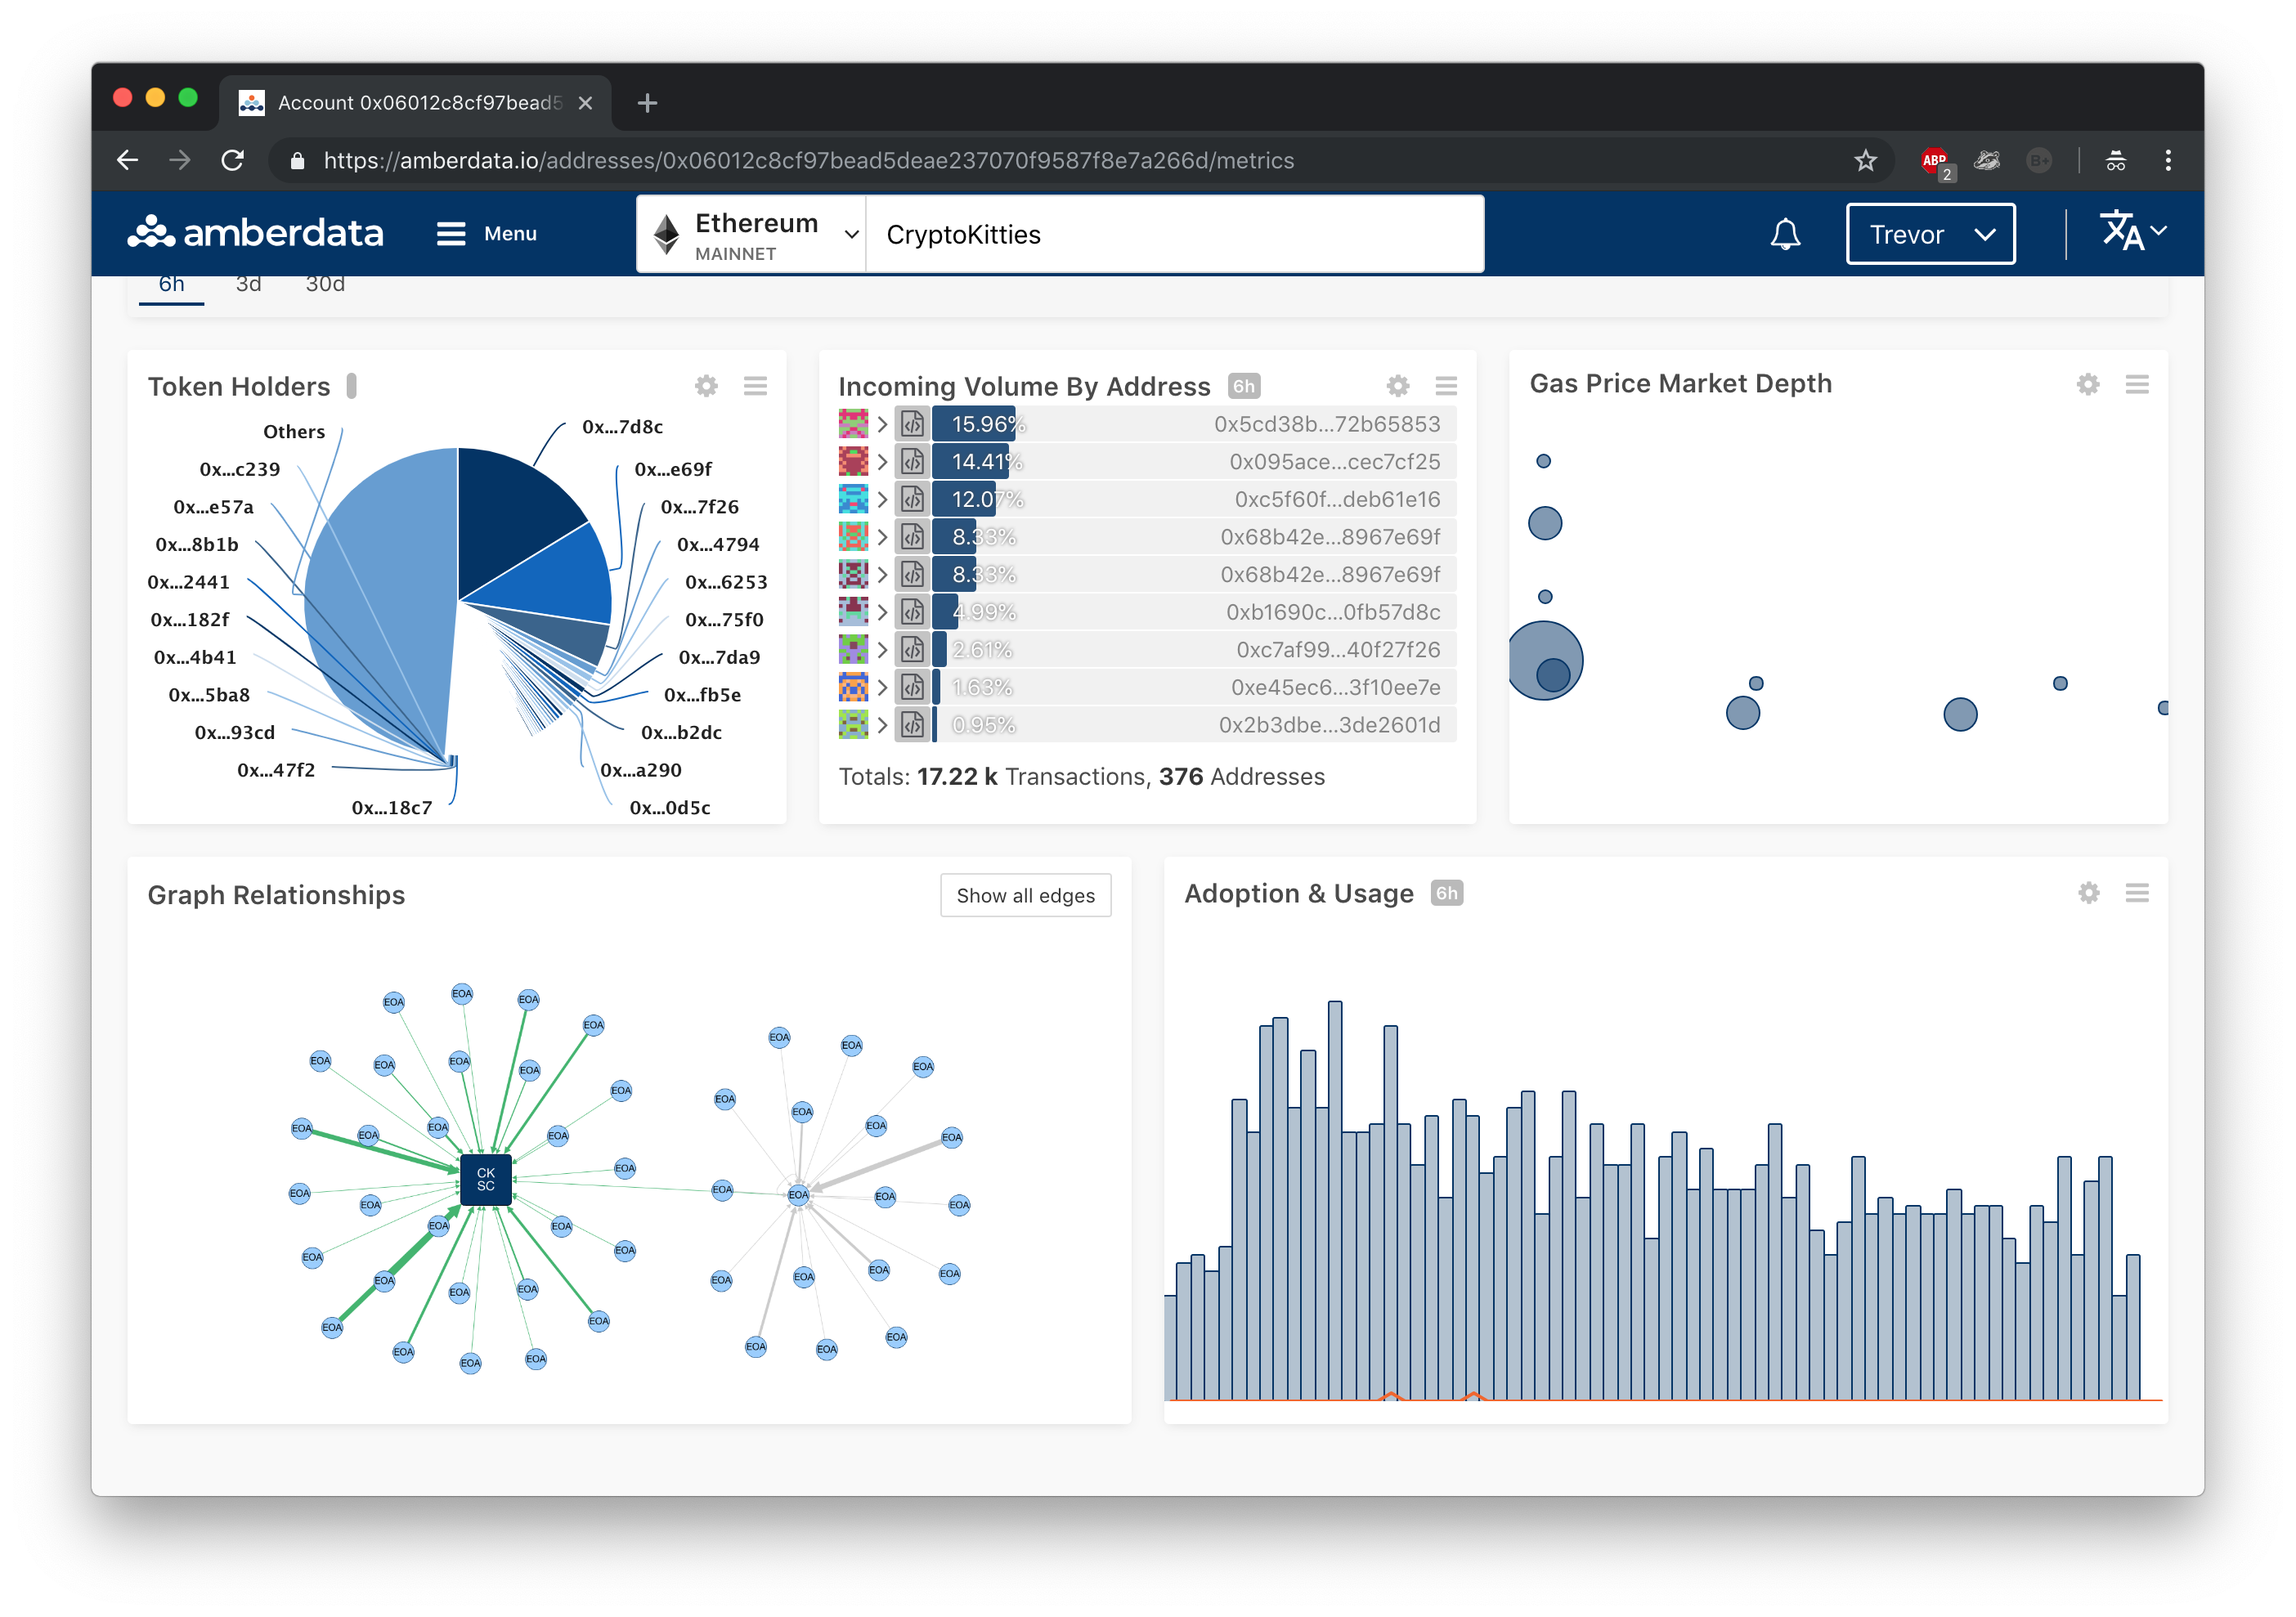 Account 0x06012c8cf97bead5
https://amberdata.io/addresses/0x06012c8cf97bead5deae237070f9587f8e7a266d/metrics
ABP
2
B+
amberdata
Menu
Ethereum
MAINNET
CryptoKitties
Trevor
6h 3d 30d
Token Holders
Others
0x...c239
0x...e57a
0x...8b1b
0x...2441
0x...182f
0x...4b41
0x...5ba8
0x...93cd
0x...47f2
0x...18c7
0x...7d8c
0x...e69f
0x...7f26
0x...4794
0x...6253
0x...75f0
0x...7da9
0x...fb5e
0x...b2dc
0x...a290
0x...0d5c
Incoming Volume By Address 6h
15.96% 0x5cd38b...72b65853
14.41% 0x095ace...cec7cf25
12.07% 0xc5f60f...deb61e16
8.33% 0x68b42e...8967e69f
8.33% 0x68b42e...8967e69f
4.99% 0xb1690c...0fb57d8c
2.61% 0xc7af99...40f27f26
1.63% 0xe45ec6...3f10ee7e
0.95% 0x2b3dbe...3de2601d
Totals: 17.22 k Transactions, 376 Addresses
Gas Price Market Depth
Graph Relationships
Show all edges
EOA EOA EOA
EOA
EOA EOA EOA EOA
EOA
EOA EOA EOA EOA
CK
SC
EOA
EOA EOA
EOA EOA
EOA EOA
EOA EOA EOA
EOA EOA
EOA EOA EOA
EOA EOA
EOA
EOA EOA EOA
EOA
EOA EOA EOA EOA
EOA EOA EOA EOA
EOA EOA EOA
Adoption & Usage 6h